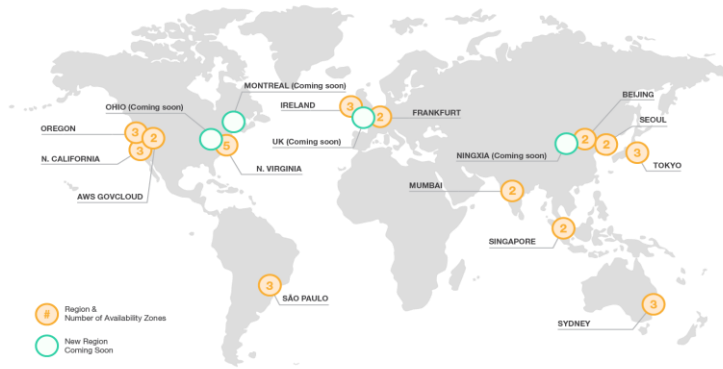 MONTREAL (Coming soon)
OHIO (Coming soon)
IRELAND
3
2
FRANKFURT
BEIJING
SEOUL
OREGON
3
2
3
N. CALIFORNIA
5
UK (Coming soon)
N. VIRGINIA
AWS GOVCLOUD
NINGXIA (Coming soon)
2
2
3
TOKYO
MUMBAI
2
SINGAPORE
2
3
SÃO PAULO
3
SYDNEY
# Region &
Number of Availability Zones
New Region
Coming Soon